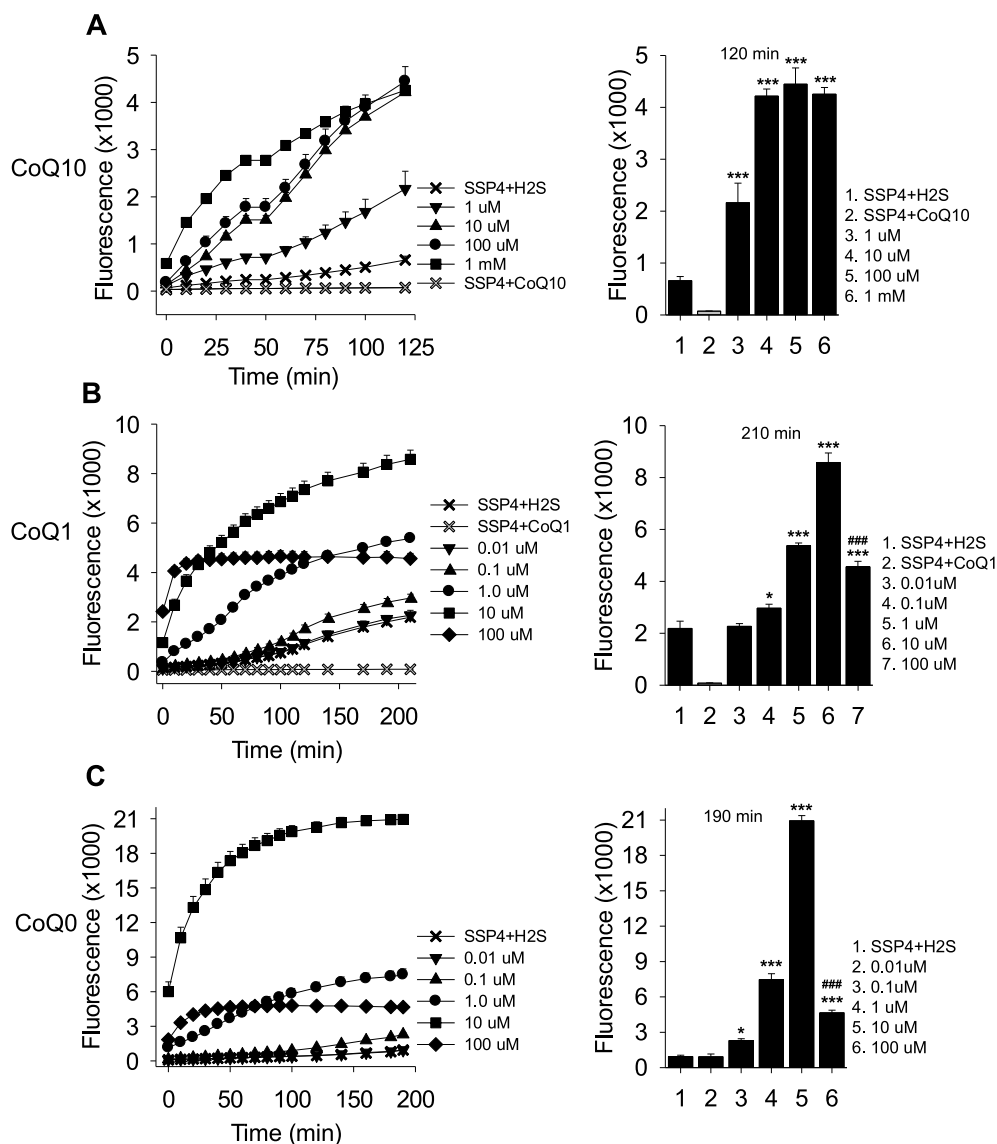 A
CoQ10
Fluorescence (x1000)
5
4
3
2
1
0
0 25 50 75 100 125
Time (min)
SSP4+H2S
1 uM
10 uM
100 uM
1 mM
SSP4+CoQ10
120 min
Fluorescence (x1000)
5
4
3
2
1
0
*** *** *** ***
1 2 3 4 5 6
1. SSP4+H2S
2. SSP4+CoQ10
3. 1 uM
4. 10 uM
5. 100 uM
6. 1 mM
B
CoQ1
Fluorescence (x1000)
10
8
6
4
2
0
0 50 100 150 200
Time (min)
SSP4+H2S
SSP4+CoQ1
0.01 uM
0.1 uM
1.0 uM
10 uM
100 uM
210 min
Fluorescence (x1000)
10
8
6
4
2
0
* *** *** ###
***
1 2 3 4 5 6 7
1. SSP4+H2S
2. SSP4+CoQ1
3. 0.01uM
4. 0.1uM
5. 1 uM
6. 10 uM
7. 100 uM
C
CoQ0
Fluorescence (x1000)
21
18
15
12
9
6
3
0
0 50 100 150 200
Time (min)
SSP4+H2S
0.01 uM
0.1 uM
1.0 uM
10 uM
100 uM
190 min
Fluorescence (x1000)
21
18
15
12
9
6
3
0
* *** *** ###
***
1 2 3 4 5 6
1. SSP4+H2S
2. 0.01uM
3. 0.1uM
4. 1 uM
5. 10 uM
6. 100 uM